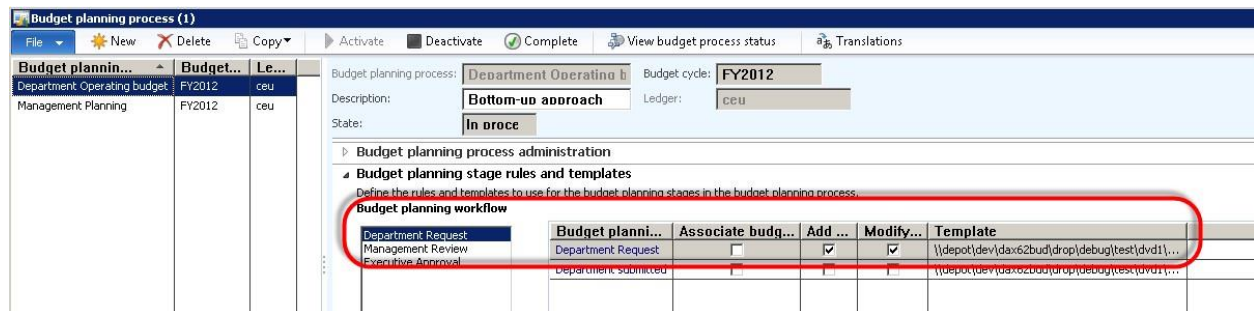 Budget planning process (1)
File New Delete Copy Activate Deactivate Complete View budget process status Translations
Budget plannin... Budget... Le...
Department Operating budget FY2012 ceu
Management Planning FY2012 ceu
Budget planning process: Department Operating b Budget cycle: FY2012
Description: Bottom-up approach Ledger: ceu
State: In proce
Budget planning process administration
Budget planning stage rules and templates
Define the rules and templates to use for the budget planning stages in the budget planning process.
Budget planning workflow
Department Request
Management Review
Executive Approval
Budget planni... Associate budg... Add ... Modify... Template
Department Request \\depot\dev\dax62bud\drop\debug\test\dvd1\...
Department submitted \\depot\dev\dax62bud\drop\debug\test\dvd1\...